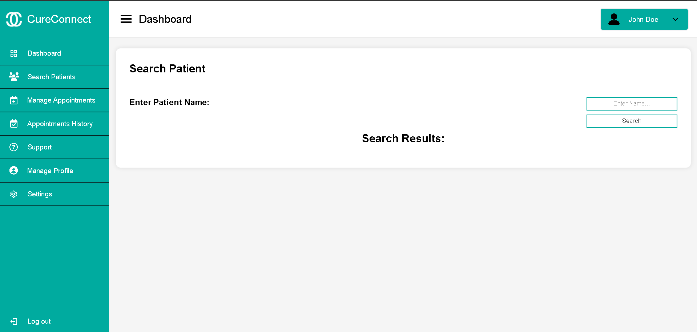 CureConnect
Dashboard
John Doe
Dashboard
Search Patients
Manage Appointments
Appointments History
Support
Manage Profile
Settings
Log out
Search Patient
Enter Patient Name:
Enter Name..
Search
Search Results: